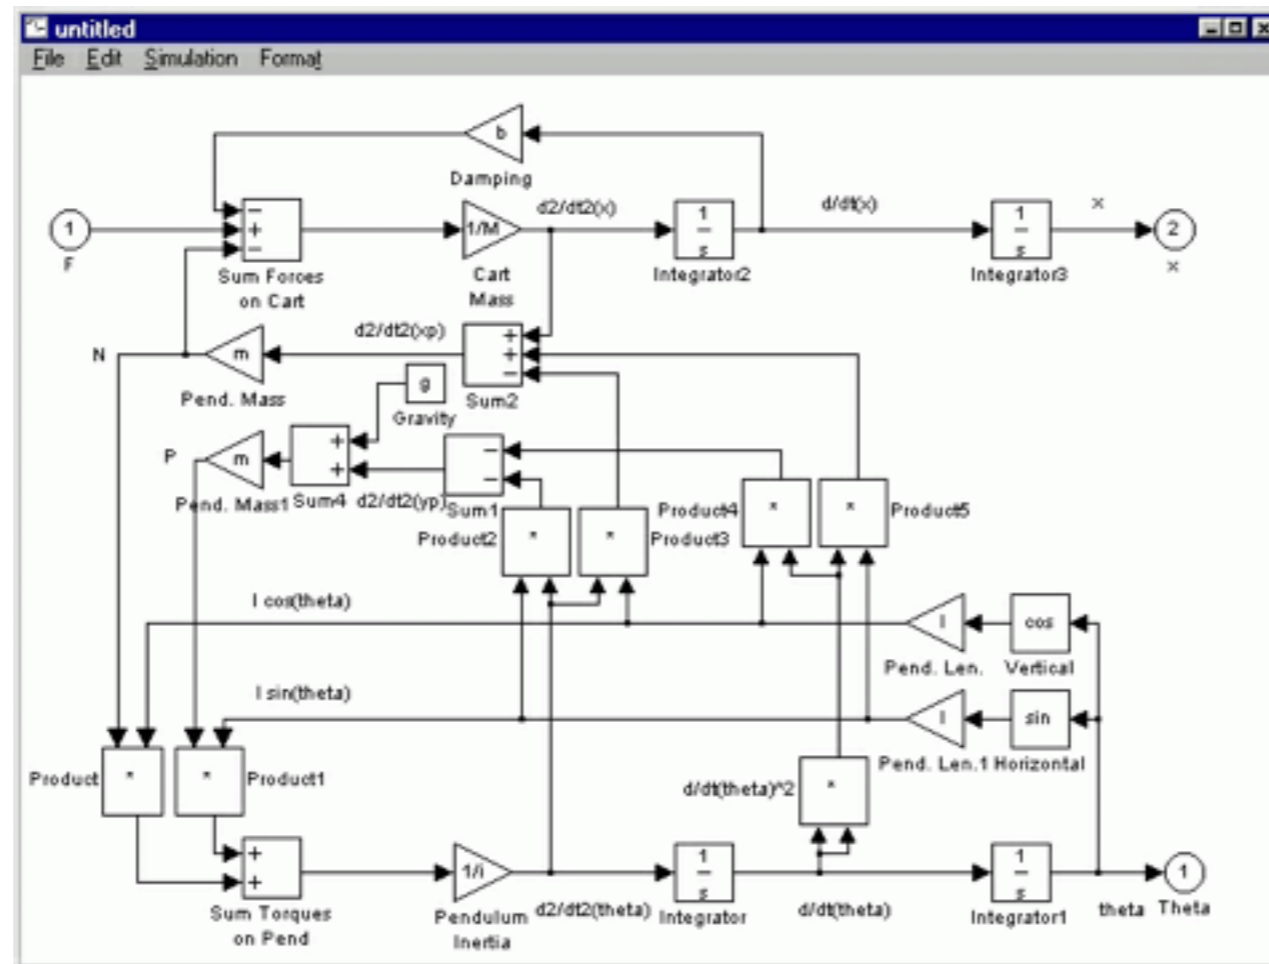 untitled
File Edit Simulation Format
b
Damping
1
F
−
+
−
Sum Forces
on Cart
1/M
Cart
Mass
d2/dt2(x)
1
s
Integrator2
d/dt(x)
1
s
Integrator3
x
2
x
N
m
Pend. Mass
d2/dt2(xp)
+
+
−
Sum2
g
Gravity
P
m
Pend. Mass1
+
+
Sum4
d2/dt2(yp)
−
−
Sum1
Product2
*
*
Product3
Product4
*
*
Product5
l cos(theta)
l
Pend. Len.
cos
Vertical
l sin(theta)
l
Pend. Len.1
sin
Horizontal
Product
*
*
Product1
d/dt(theta)^2
*
+
+
Sum Torques
on Pend
1/i
Pendulum
Inertia
d2/dt2(theta)
1
s
Integrator
d/dt(theta)
1
s
Integrator1
theta
1
Theta